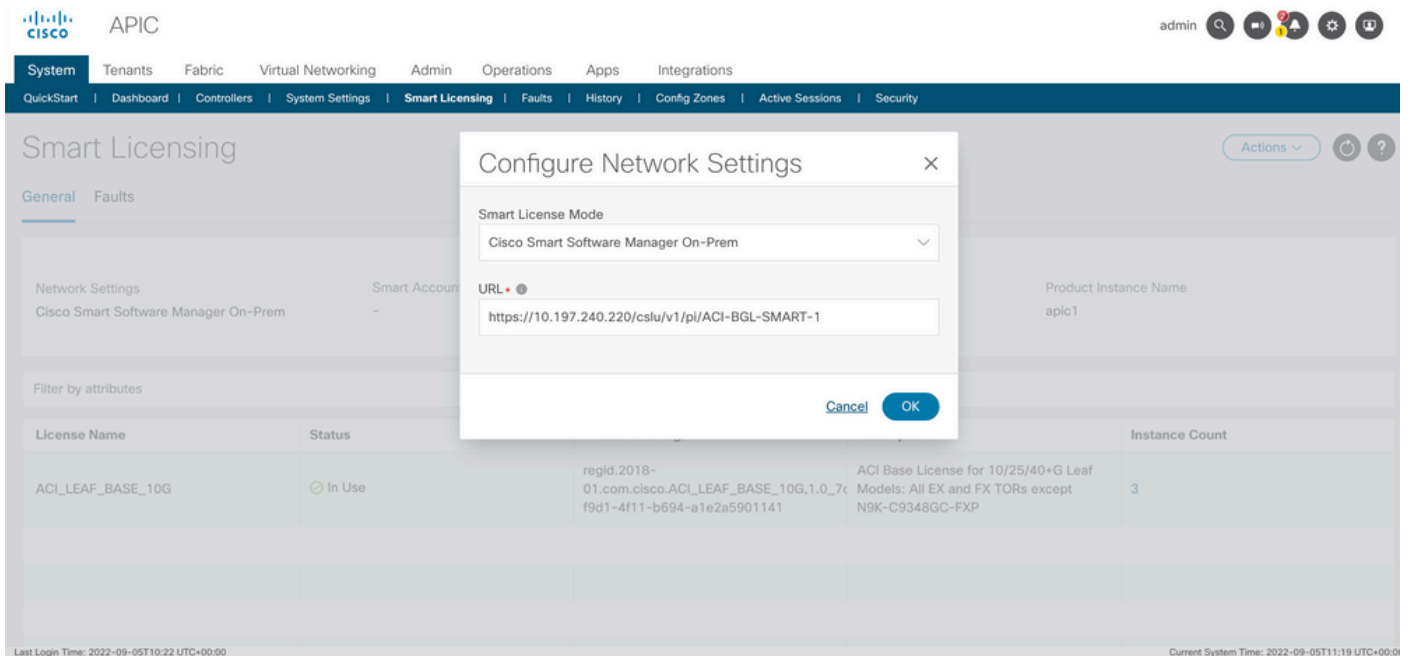 CISCO
APIC
admin
2
1
System Tenants Fabric Virtual Networking Admin Operations Apps Integrations
QuickStart | Dashboard | Controllers | System Settings | Smart Licensing | Faults | History | Config Zones | Active Sessions | Security
Smart Licensing
Actions
General Faults
Configure Network Settings
Smart License Mode
Cisco Smart Software Manager On-Prem
URL
https://10.197.240.220/cslu/v1/pi/ACI-BGL-SMART-1
Cancel OK
Network Settings
Cisco Smart Software Manager On-Prem
Smart Accoun
-
Product Instance Name
apic1
Filter by attributes
License Name Status Instance Count
ACI_LEAF_BASE_10G
In Use
regid.2018-
01.com.cisco.ACI_LEAF_BASE_10G,1.0_7c
f9d1-4f11-b694-a1e2a5901141
ACI Base License for 10/25/40+G Leaf
Models: All EX and FX TORs except
N9K-C9348GC-FXP
3
Last Login Time: 2022-09-05T10:22 UTC+00:00
Current System Time: 2022-09-05T11:19 UTC+00:00